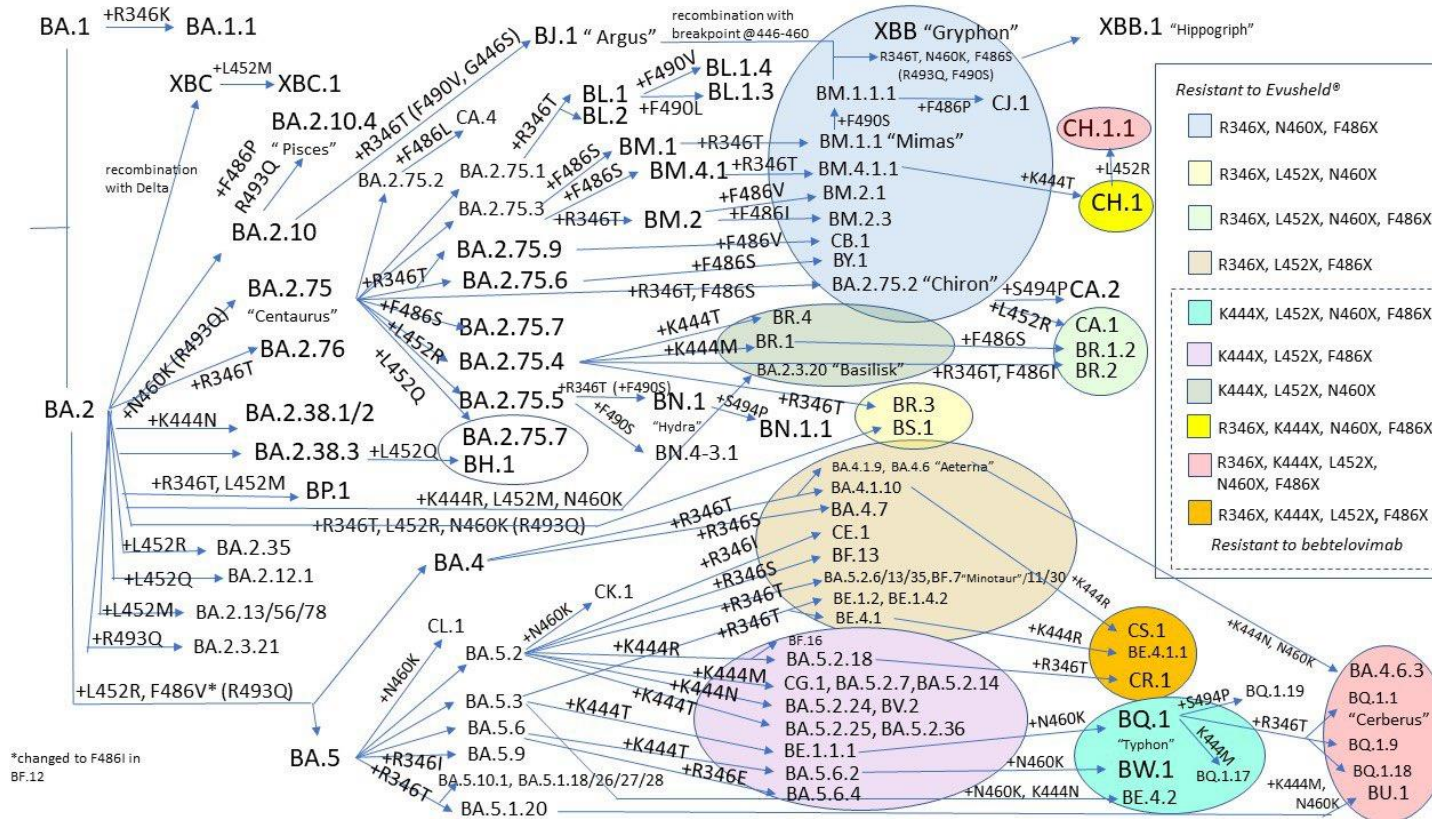 BA.1
+R346K
BA.1.1
XBC
+L452M
XBC.1
recombination with Delta
BA.2.10.4
" Pisces"
+F486P
R493Q
BA.2.10
+R346T (F490V, G446S)
BJ.1 " Argus"
recombination with
breakpoint @446-460
XBB "Gryphon"
R346T, N460K, F486S
(R493Q, F490S)
XBB.1 "Hippogriph"
+F486L
CA.4
BA.2.75.2
BA.2.75.1
+R346T
BL.1
BL.2
+F490V
BL.1.4
+F490L
BL.1.3
BM.1.1.1
+F486P
CJ.1
+F490S
BA.2.75.3
+F486S
BM.1
+R346T
BM.1.1 "Mimas"
+F486S
BM.4.1
+R346T
BM.4.1.1
+K444T
CH.1
+L452R
CH.1.1
+R346T
BM.2
+F486V
BM.2.1
+F486I
BM.2.3
+R346T
BA.2.75.9
+F486V
CB.1
BA.2.75.6
+F486S
BY.1
+R346T, F486S
BA.2.75.2 "Chiron"
+S494P
CA.2
+L452R
CA.1
BR.1.2
BR.2
+N460K (R493Q)
BA.2.75
"Centaurus"
+F486S
BA.2.75.7
+L452R
BA.2.75.4
+K444T
BR.4
+K444M
BR.1
+F486S
+R346T, F486I
BA.2.3.20 "Basilisk"
+L452Q
BA.2.75.5
+R346T (+F490S)
BN.1
"Hydra"
+S494P
BN.1.1
+F490S
BN.4-3.1
+R346T
BR.3
BS.1
BA.2.75.7
BH.1
BA.2
+R346T
BA.2.76
+K444N
BA.2.38.1/2
BA.2.38.3
+L452Q
+R346T, L452M
BP.1
+K444R, L452M, N460K
+R346T, L452R, N460K (R493Q)
+L452R
BA.2.35
+L452Q
BA.2.12.1
+L452M
BA.2.13/56/78
+R493Q
BA.2.3.21
+L452R, F486V* (R493Q)
BA.4
+R346T
+R346S
BA.4.1.9, BA.4.6 "Aeterna"
BA.4.1.10
BA.4.7
CE.1
BF.13
BA.5.2.6/13/35,BF.7"Minotaur"/11/30
BE.1.2, BE.1.4.2
BE.4.1
BA.5
+N460K
CL.1
BA.5.2
+N460K
CK.1
+R346I
+R346S
+R346T
+R346T
+K444R
+K444M
+K444N
+K444T
BF.16
BA.5.2.18
CG.1, BA.5.2.7,BA.5.2.14
BA.5.2.24, BV.2
BA.5.2.25, BA.5.2.36
BE.1.1.1
BA.5.6.2
BA.5.6.4
BA.5.3
+K444T
BA.5.6
+K444T
+R346E
+R346I
BA.5.9
+R346T
BA.5.10.1, BA.5.1.18/26/27/28
BA.5.1.20
+K444R
+K444R
+R346T
CS.1
BE.4.1.1
CR.1
+K444N, N460K
+N460K
BQ.1
"Typhon"
+S494P
BQ.1.19
K444M
BQ.1.17
+R346T
+N460K
BW.1
+N460K, K444N
BE.4.2
+K444M,
N460K
BA.4.6.3
BQ.1.1
"Cerberus"
BQ.1.9
BQ.1.18
BU.1
*changed to F486I in
BF.12
Resistant to Evusheld®
R346X, N460X, F486X
R346X, L452X, N460X
R346X, L452X, N460X, F486X
R346X, L452X, F486X
K444X, L452X, N460X, F486X
K444X, L452X, F486X
K444X, L452X, N460X
R346X, K444X, N460X, F486X
R346X, K444X, L452X,
N460X, F486X
R346X, K444X, L452X, F486X
Resistant to bebtelovimab